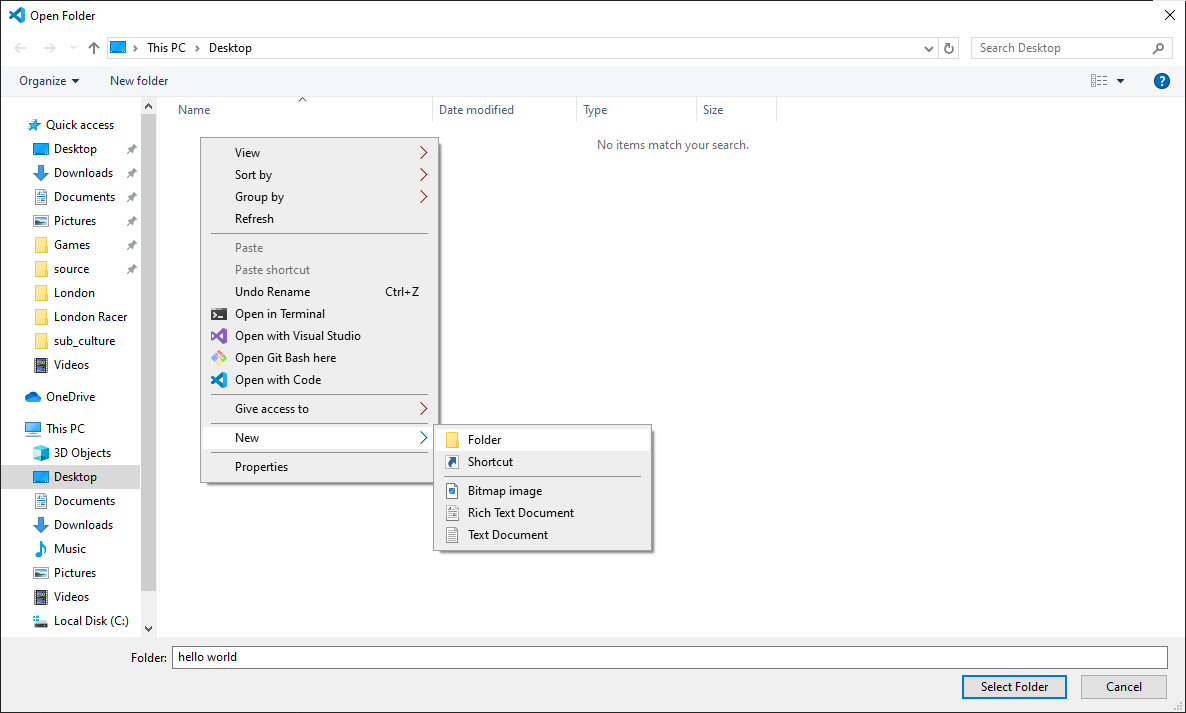 Open Folder
This PC > Desktop
Search Desktop
Organize
New folder
Name
Date modified
Type
Size
No items match your search.
Quick access
Desktop
Downloads
Documents
Pictures
Games
source
London
London Racer
sub_culture
Videos
OneDrive
This PC
3D Objects
Desktop
Documents
Downloads
Music
Pictures
Videos
Local Disk (C:)
View
Sort by
Group by
Refresh
Paste
Paste shortcut
Undo Rename Ctrl+Z
Open in Terminal
Open with Visual Studio
Open Git Bash here
Open with Code
Give access to
New
Properties
Folder
Shortcut
Bitmap image
Rich Text Document
Text Document
Folder: hello world
Select Folder
Cancel